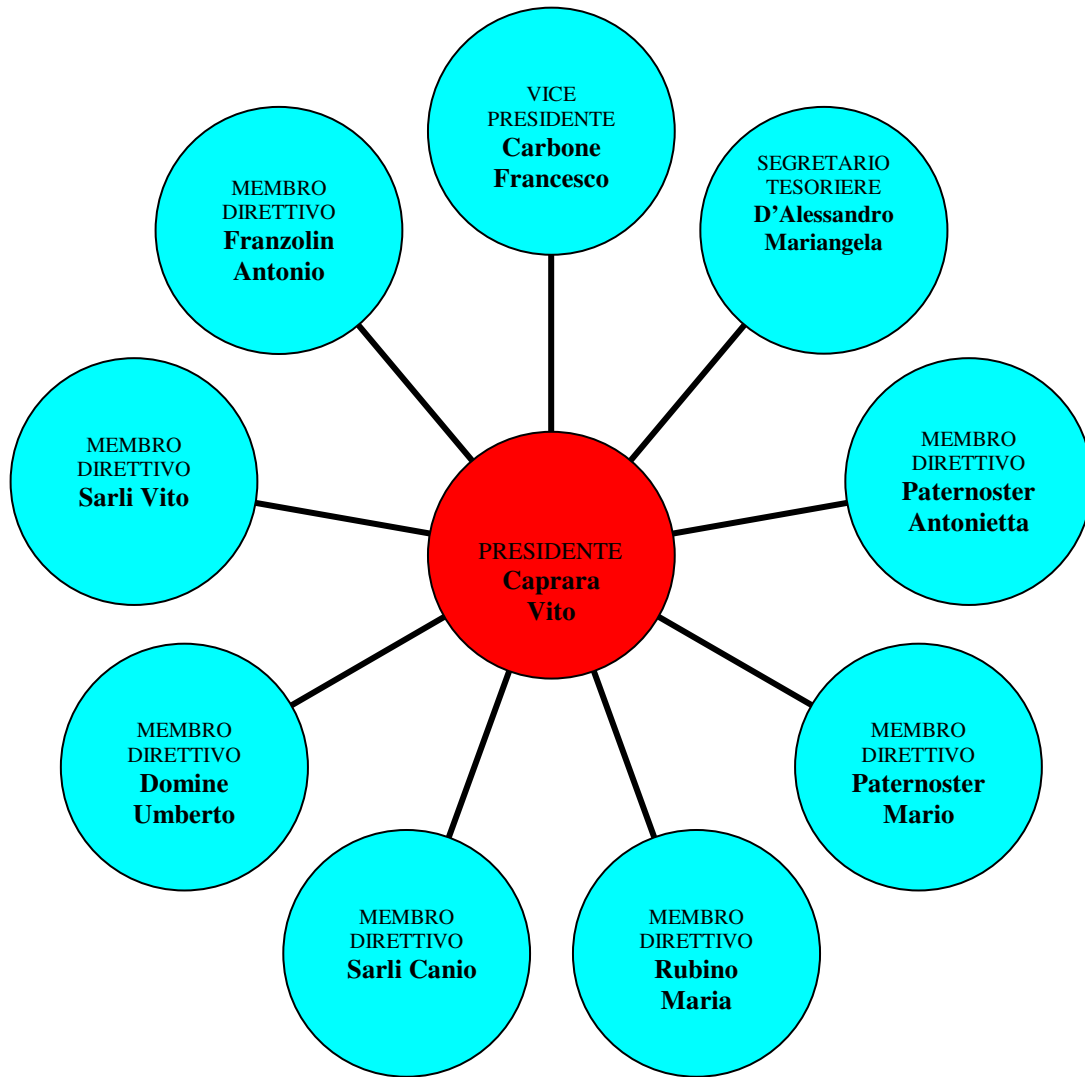 VICE
PRESIDENTE
Carbone
Francesco
SEGRETARIO
TESORIERE
D’Alessandro
Mariangela
MEMBRO
DIRETTIVO
Paternoster
Antonietta
MEMBRO
DIRETTIVO
Paternoster
Mario
MEMBRO
DIRETTIVO
Rubino
Maria
MEMBRO
DIRETTIVO
Sarli Canio
MEMBRO
DIRETTIVO
Domine
Umberto
MEMBRO
DIRETTIVO
Sarli Vito
MEMBRO
DIRETTIVO
Franzolin
Antonio
PRESIDENTE
Caprara
Vito